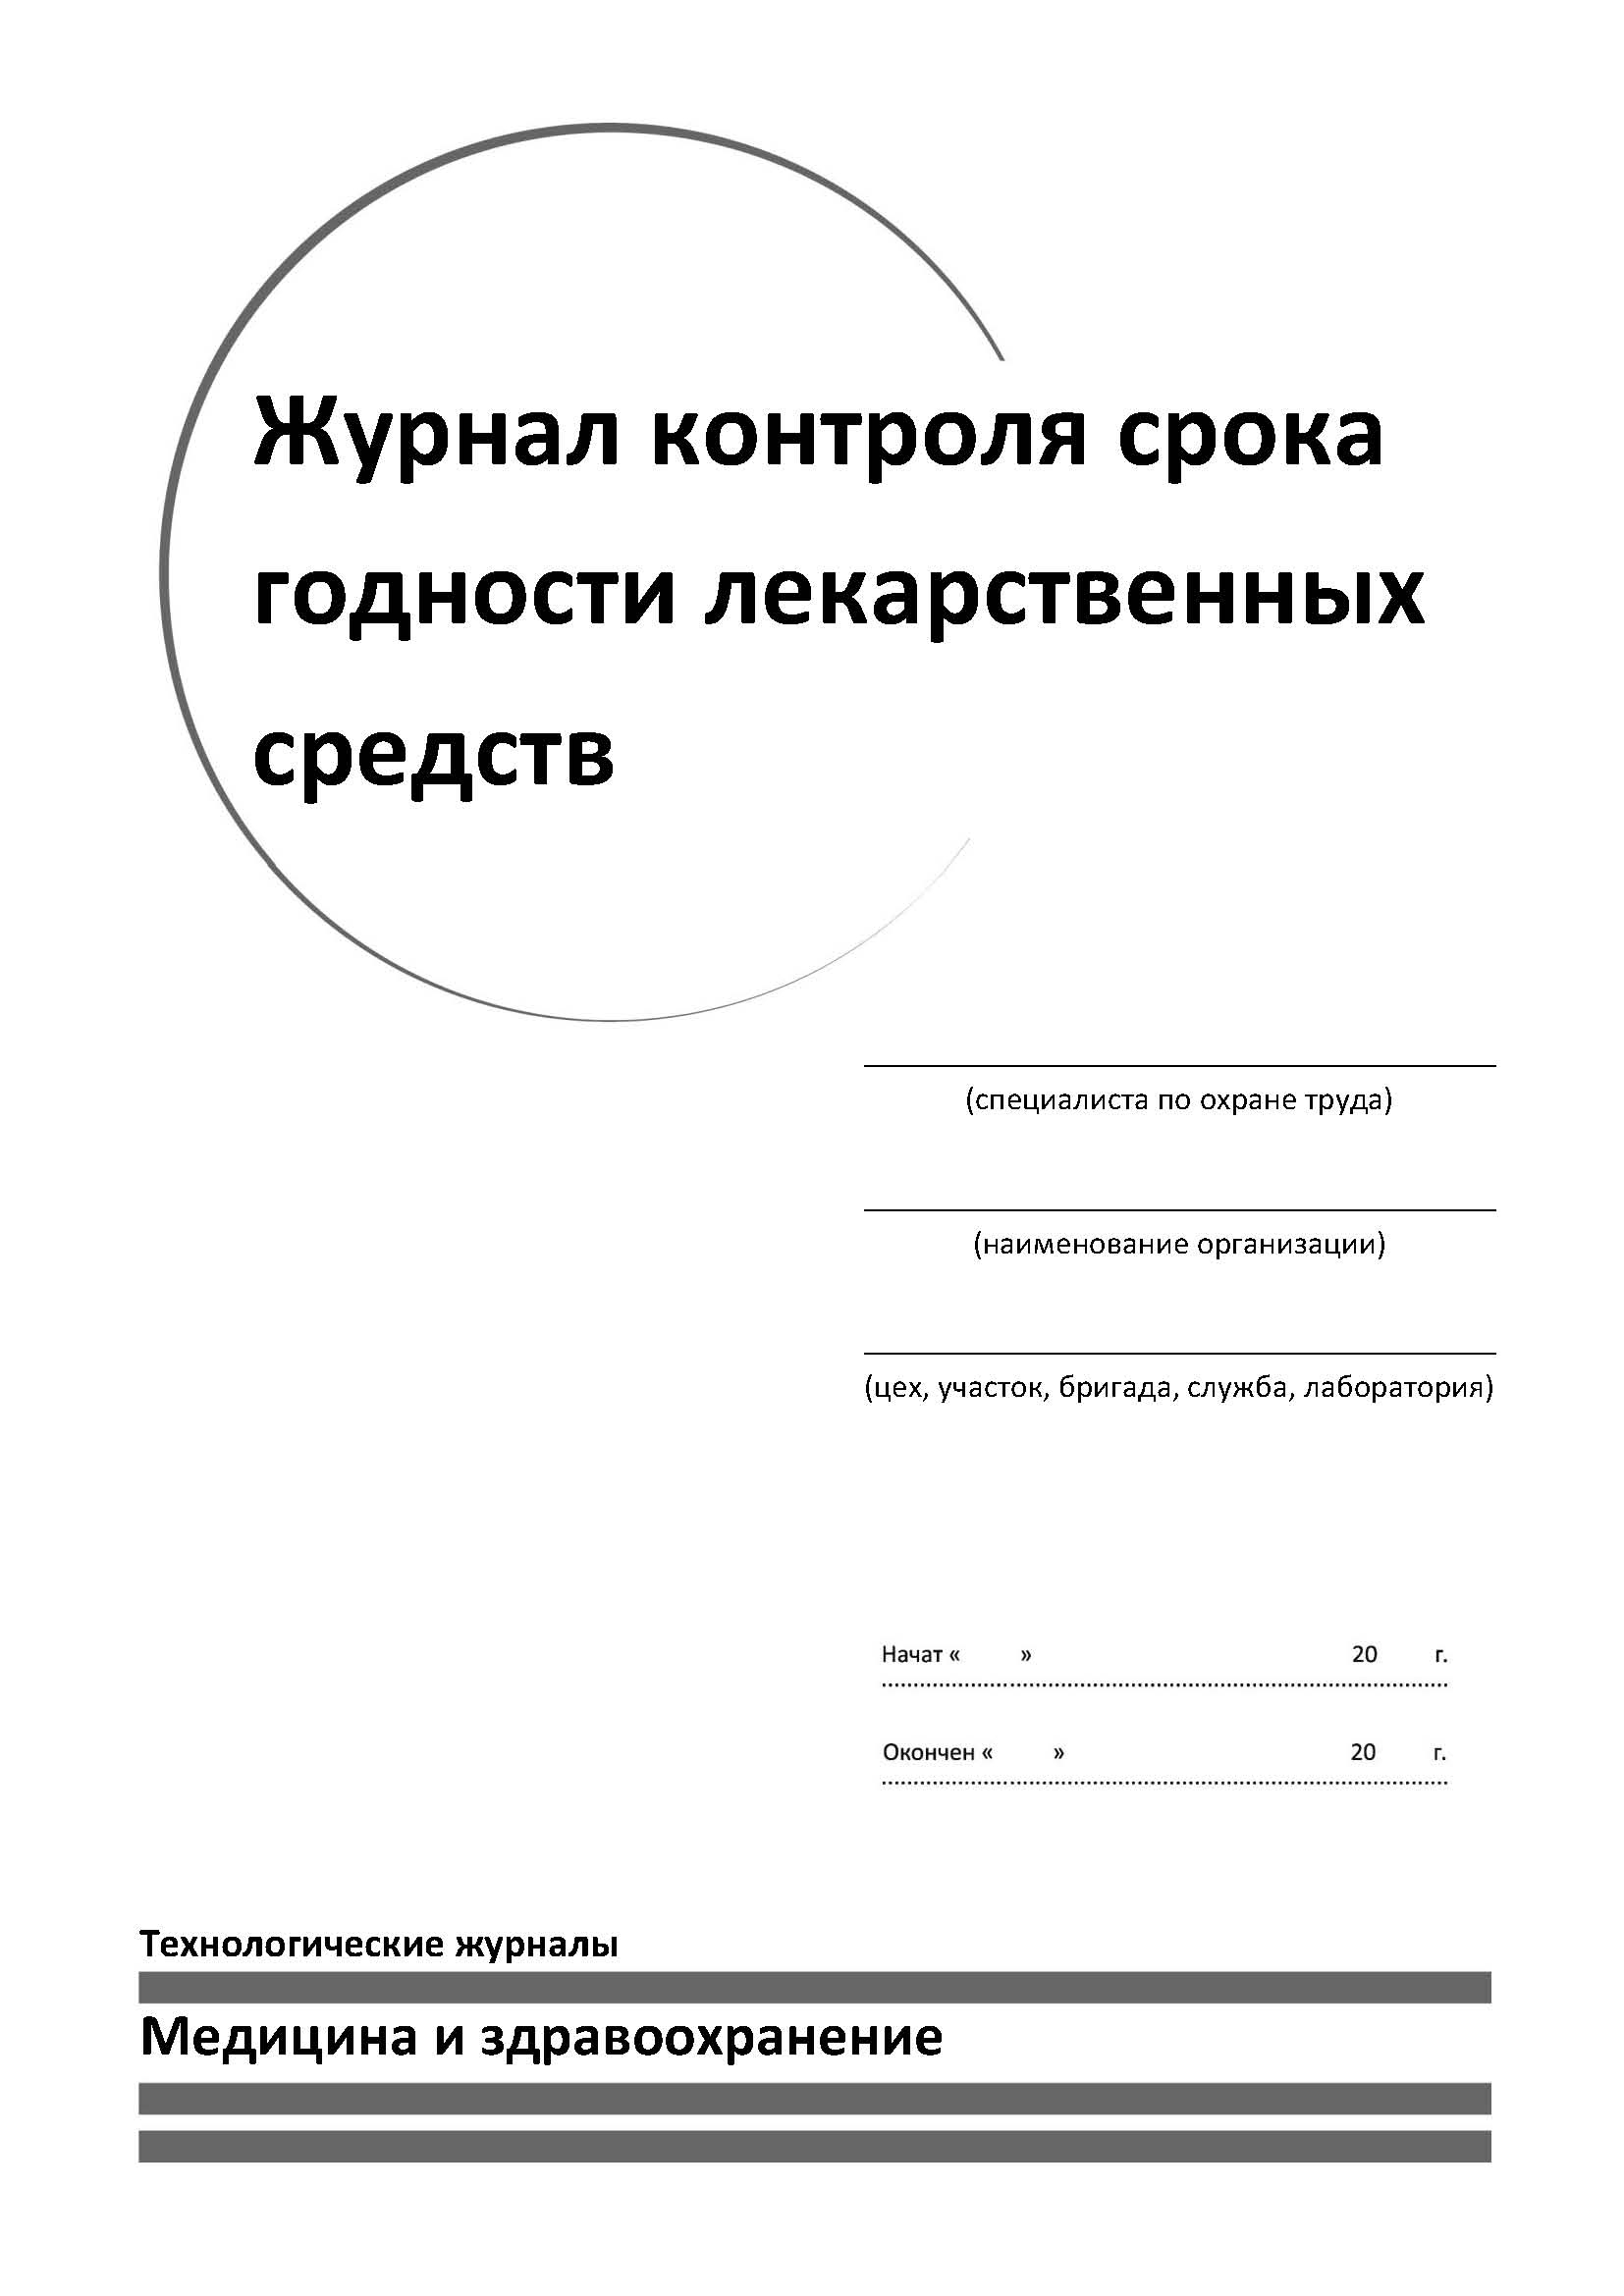 Журнал контроля срока
годности лекарственных
средств
(специалиста по охране труда)
(наименование организации)
(цех, участок, бригада, служба, лаборатория)
Начат « » 20 г.
Окончен « » 20 г.
Технологические журналы
Медицина и здравоохранение